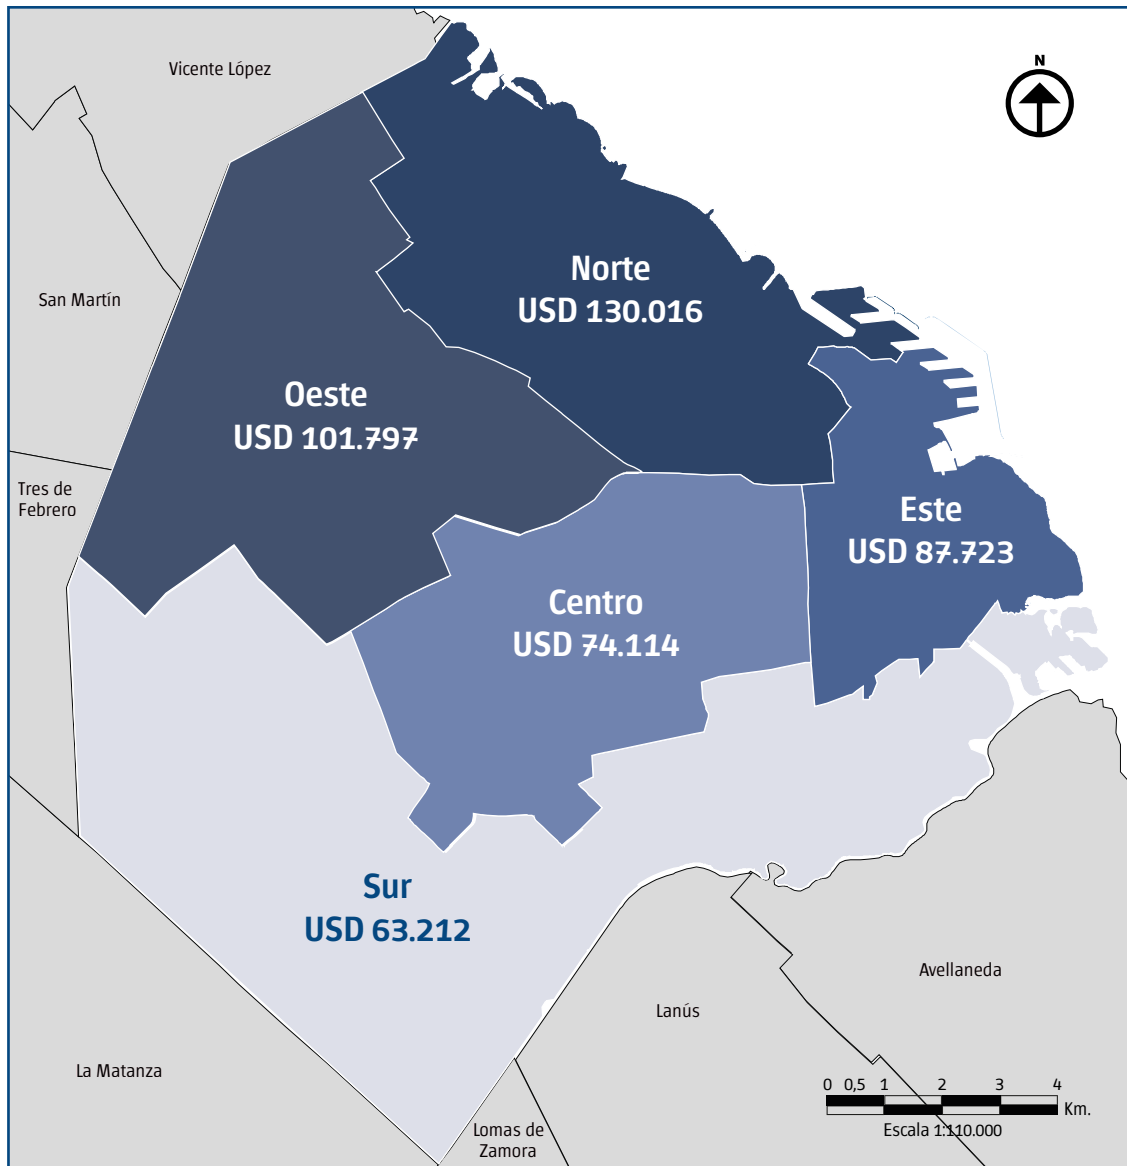 Vicente López
N
Norte
USD 130.016
San Martín
Oeste
USD 101.797
Tres de
Febrero
Este
USD 87.723
Centro
USD 74.114
Sur
USD 63.212
Avellaneda
Lanús
La Matanza
0 0,5 1 2 3 4
Km.
Escala 1:110.000
Lomas de
Zamora